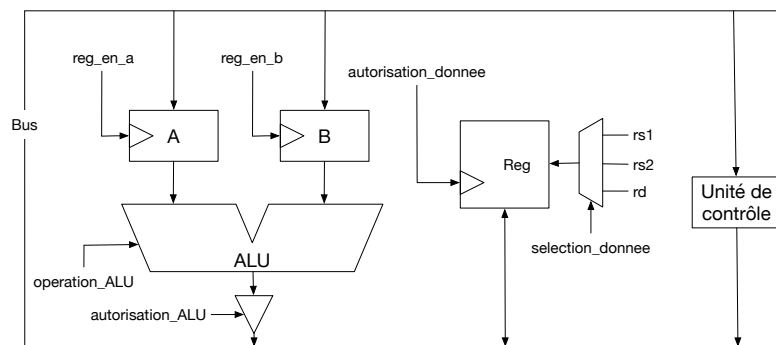 reg_en_a
reg_en_b
autorisation_donnee
Bus
A
B
Reg
rs1
rs2
rd
Unité de
contrôle
selection_donnee
ALU
operation_ALU
autorisation_ALU